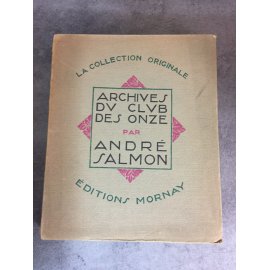 LA COLLECTION ORIGINALE
ARCHIVES
DV CLVB
DES ONZE
PAR
ANDRÉ
SALMON
ÉDITIONS MORNAY